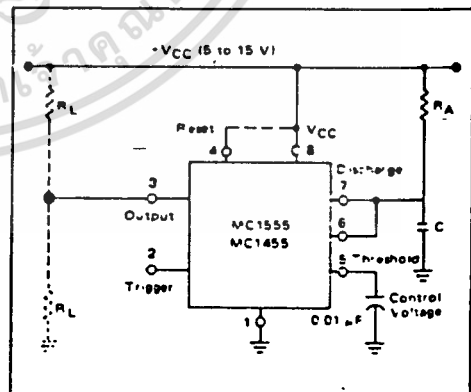 +VCC (5 to 15 V)
RL
RA
Reset
VCC
4
8
Discharge
3
7
Output
MC1555
MC1455
6
C
2
5
Threshold
Trigger
RL
1
0.01 µF
Control
Voltage